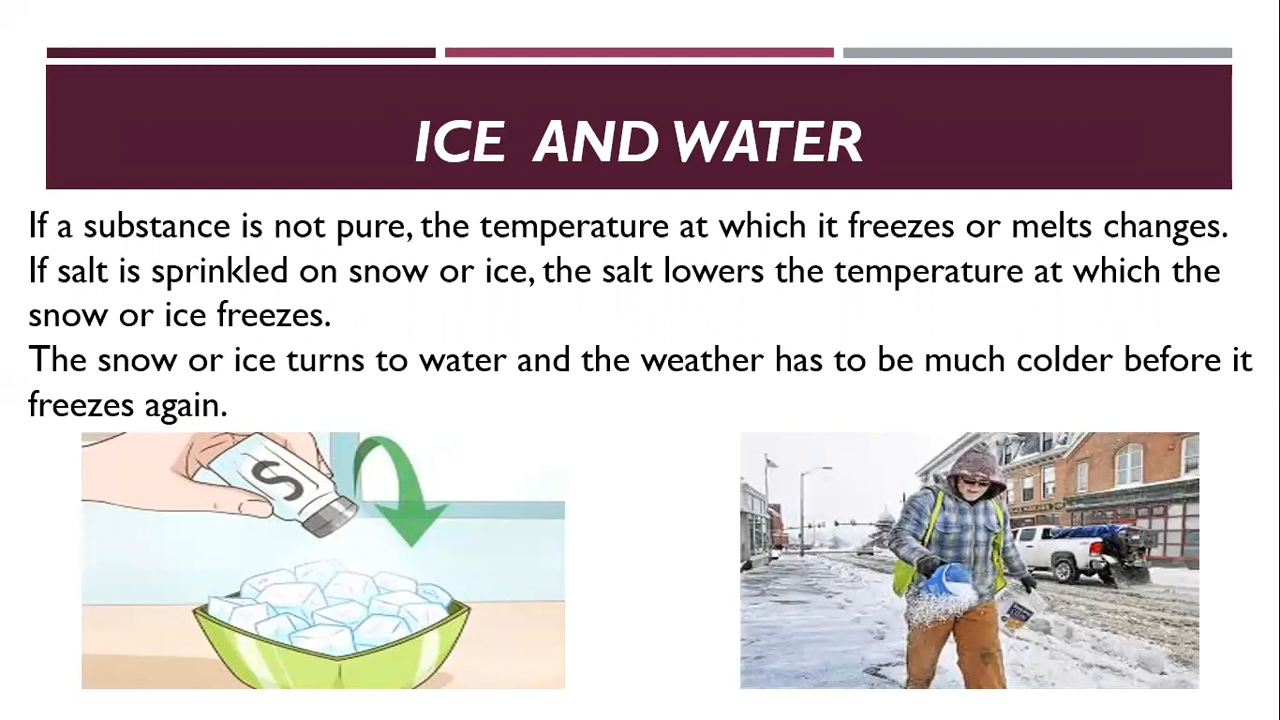 ICE AND WATER
If a substance is not pure, the temperature at which it freezes or melts changes.
If salt is sprinkled on snow or ice, the salt lowers the temperature at which the
snow or ice freezes.
The snow or ice turns to water and the weather has to be much colder before it
freezes again.
S